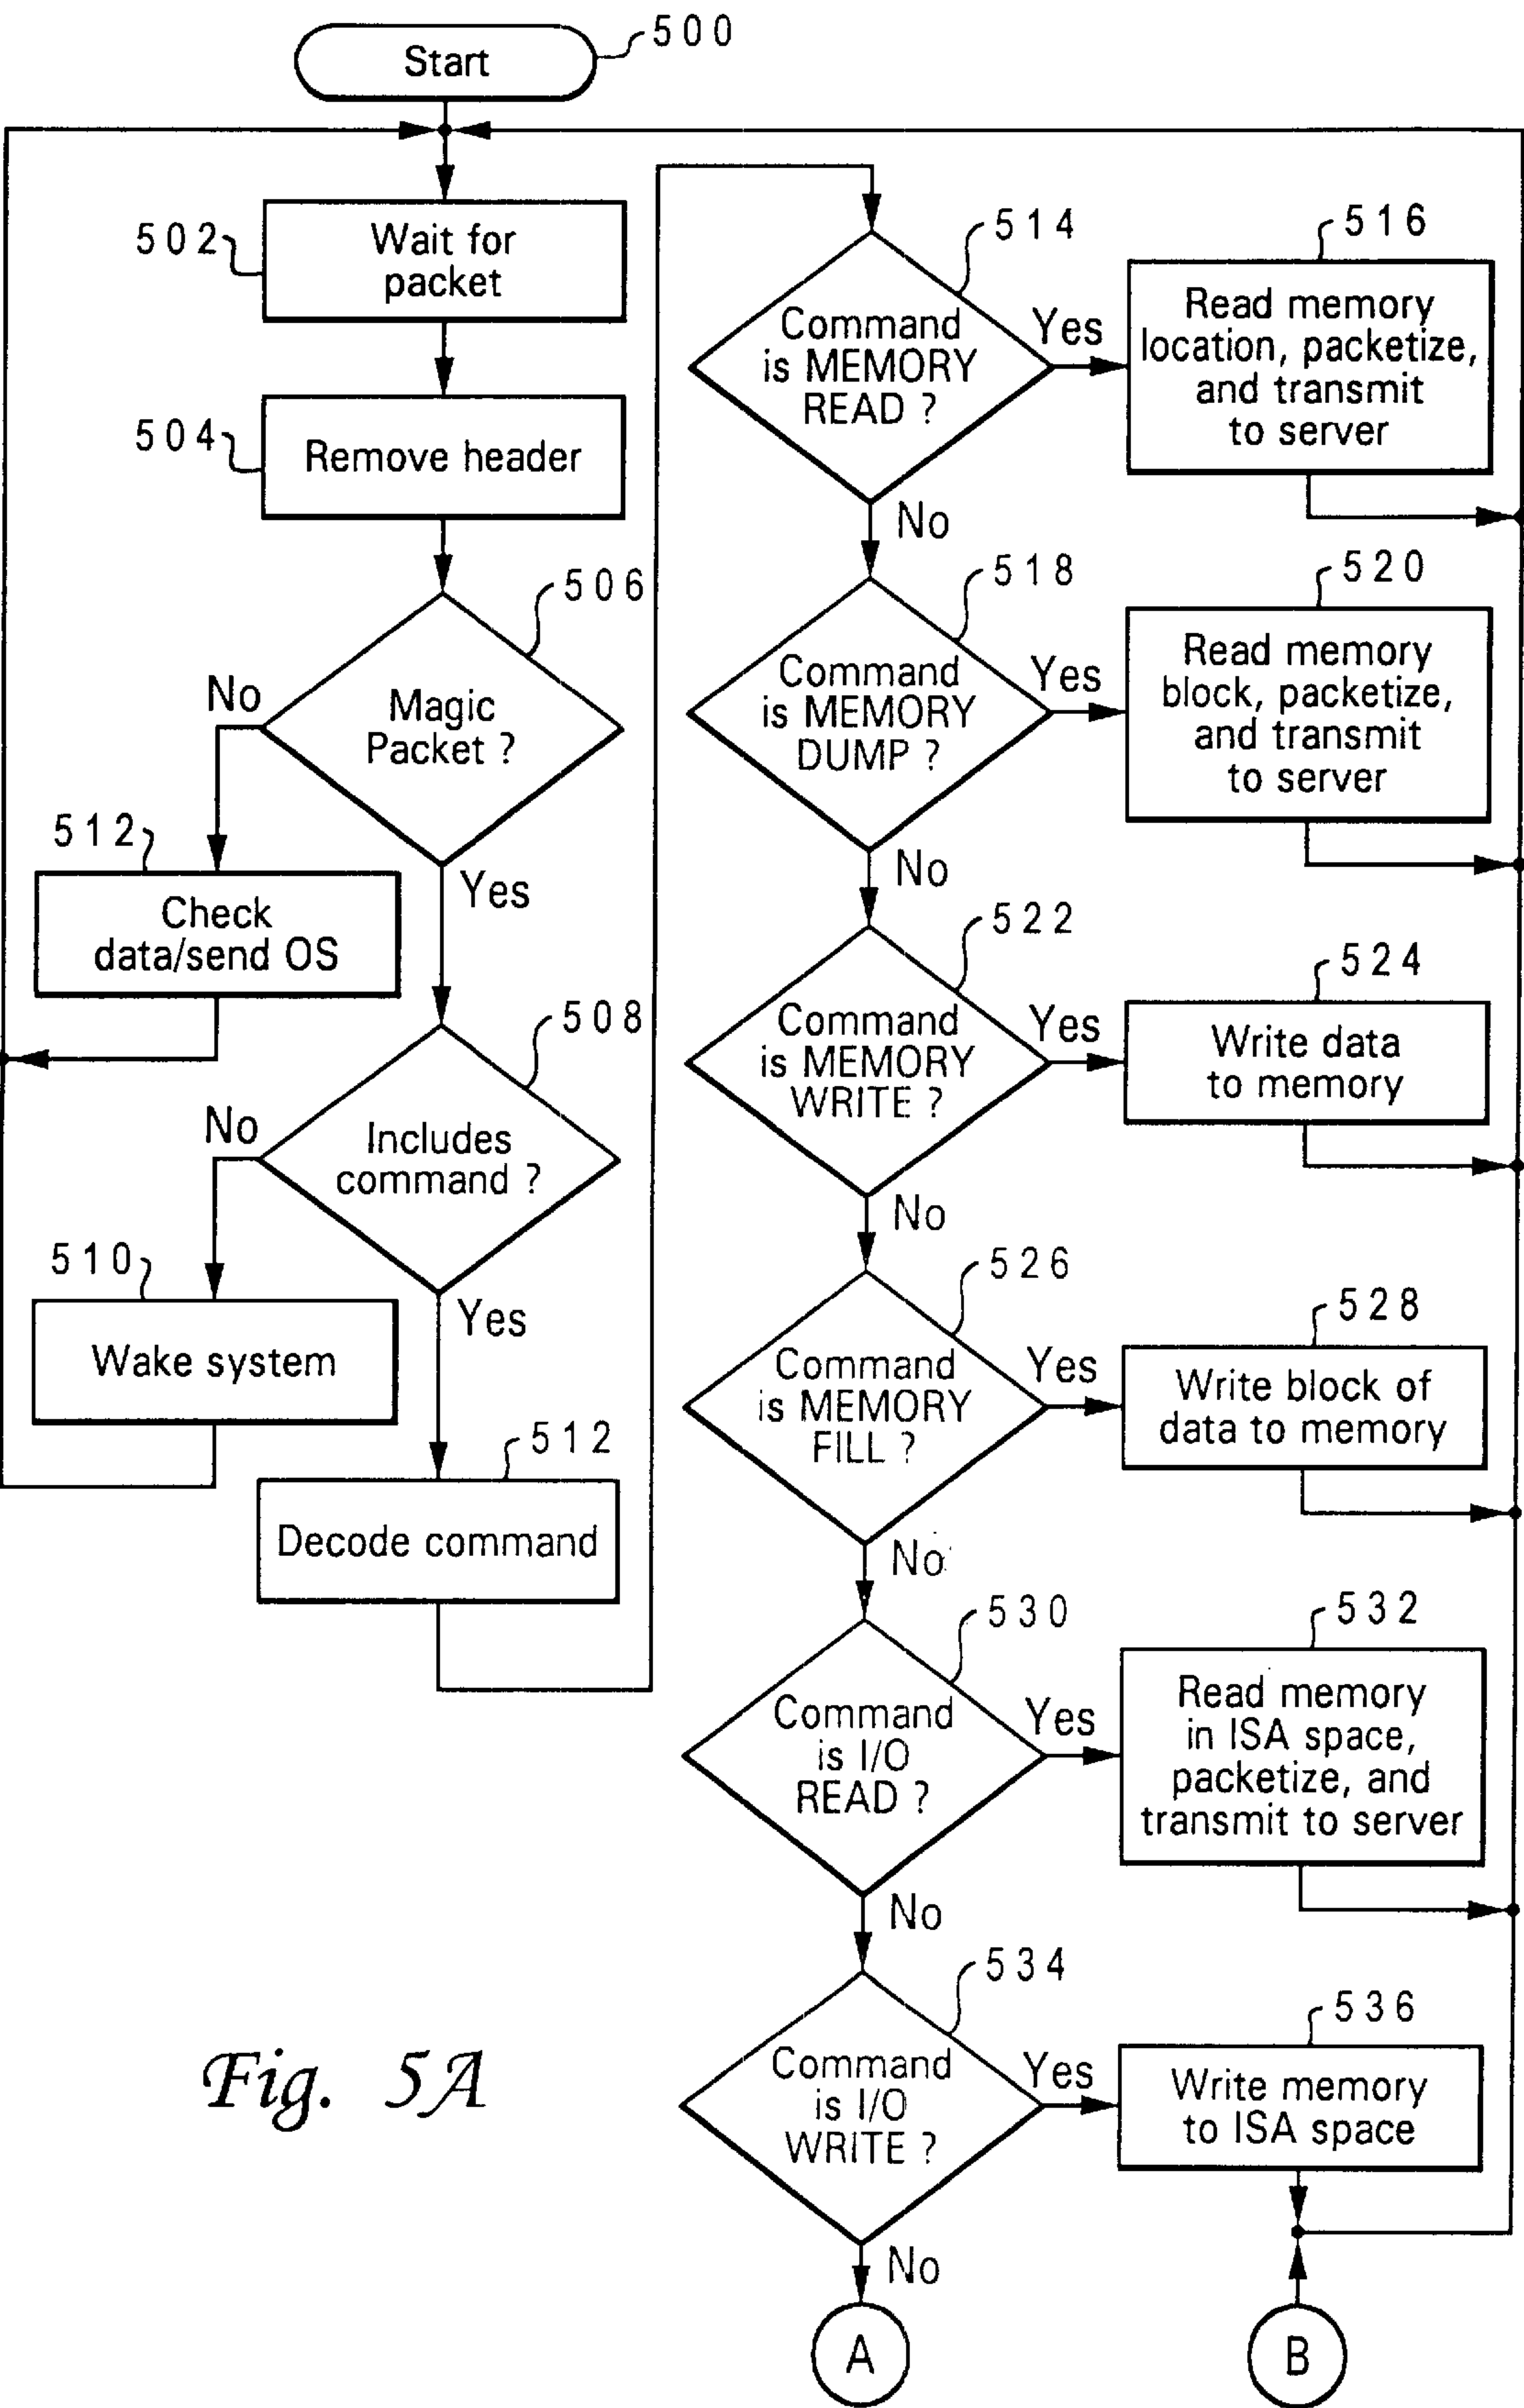 Start
500
502
Wait for
packet
504
Remove header
506
Magic
Packet ?
No
Yes
512
Check
data/send OS
508
Includes
command ?
No
Yes
510
Wake system
512
Decode command
514
Command
is MEMORY
READ ?
Yes
No
516
Read memory
location, packetize,
and transmit
to server
518
Command
is MEMORY
DUMP ?
Yes
No
520
Read memory
block, packetize,
and transmit
to server
522
Command
is MEMORY
WRITE ?
Yes
No
524
Write data
to memory
526
Command
is MEMORY
FILL ?
Yes
No
528
Write block of
data to memory
530
Command
is I/O
READ ?
Yes
No
532
Read memory
in ISA space,
packetize, and
transmit to server
534
Command
is I/O
WRITE ?
Yes
No
536
Write memory
to ISA space
A
B
Fig. 5A